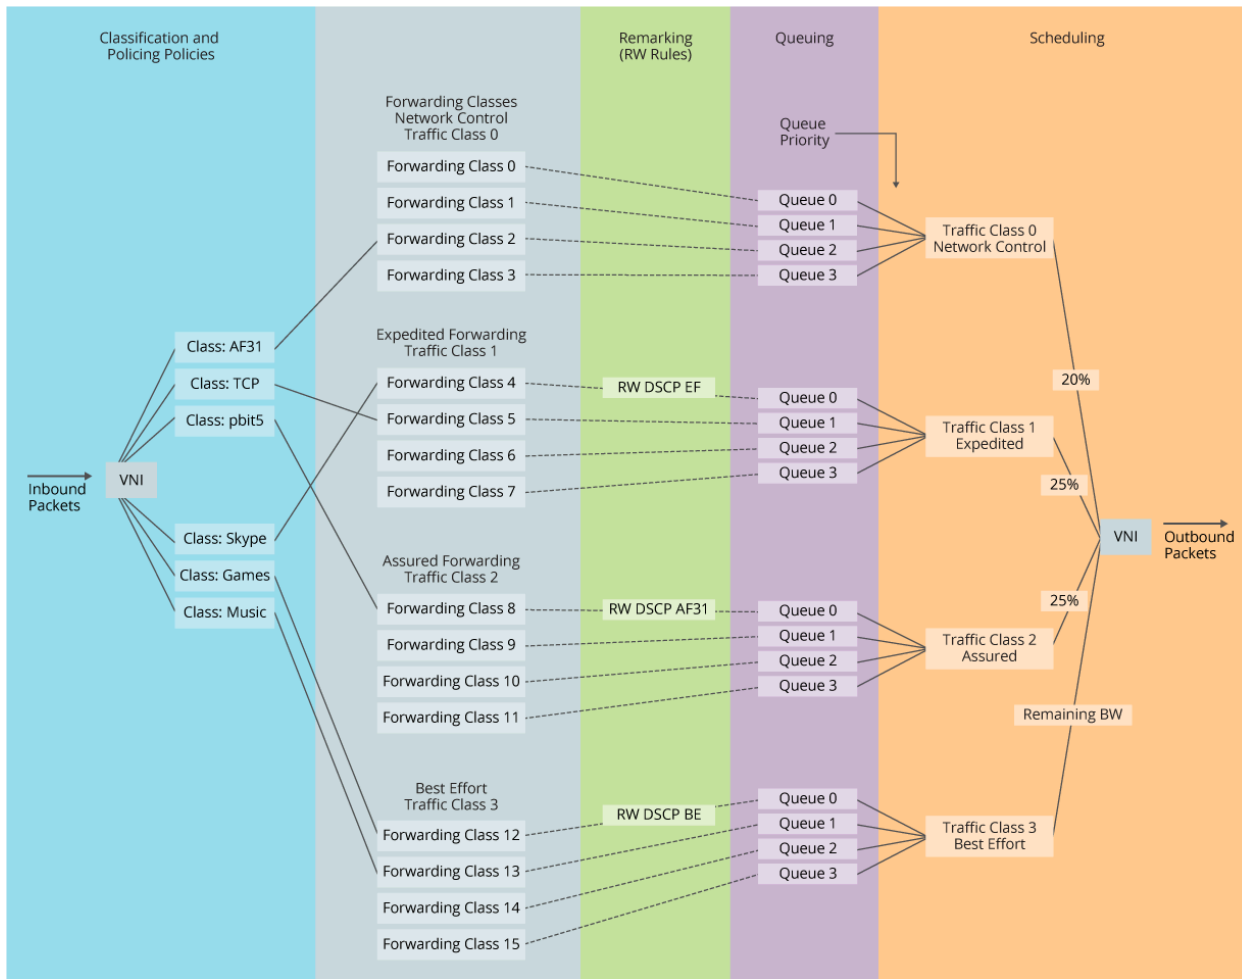 Classification and
Policing Policies
Remarking
(RW Rules)
Queuing
Scheduling
Forwarding Classes
Network Control
Traffic Class 0
Forwarding Class 0
Forwarding Class 1
Forwarding Class 2
Forwarding Class 3
Queue
Priority
Queue 0
Queue 1
Queue 2
Queue 3
Traffic Class 0
Network Control
Class: AF31
Class: TCP
Class: pbit5
Expedited Forwarding
Traffic Class 1
Forwarding Class 4
Forwarding Class 5
Forwarding Class 6
Forwarding Class 7
RW DSCP EF
Queue 0
Queue 1
Queue 2
Queue 3
Traffic Class 1
Expedited
20%
25%
Inbound
Packets
VNI
VNI
Outbound
Packets
Class: Skype
Class: Games
Class: Music
Assured Forwarding
Traffic Class 2
Forwarding Class 8
Forwarding Class 9
Forwarding Class 10
Forwarding Class 11
RW DSCP AF31
Queue 0
Queue 1
Queue 2
Queue 3
Traffic Class 2
Assured
25%
Remaining BW
Best Effort
Traffic Class 3
Forwarding Class 12
Forwarding Class 13
Forwarding Class 14
Forwarding Class 15
RW DSCP BE
Queue 0
Queue 1
Queue 2
Queue 3
Traffic Class 3
Best Effort